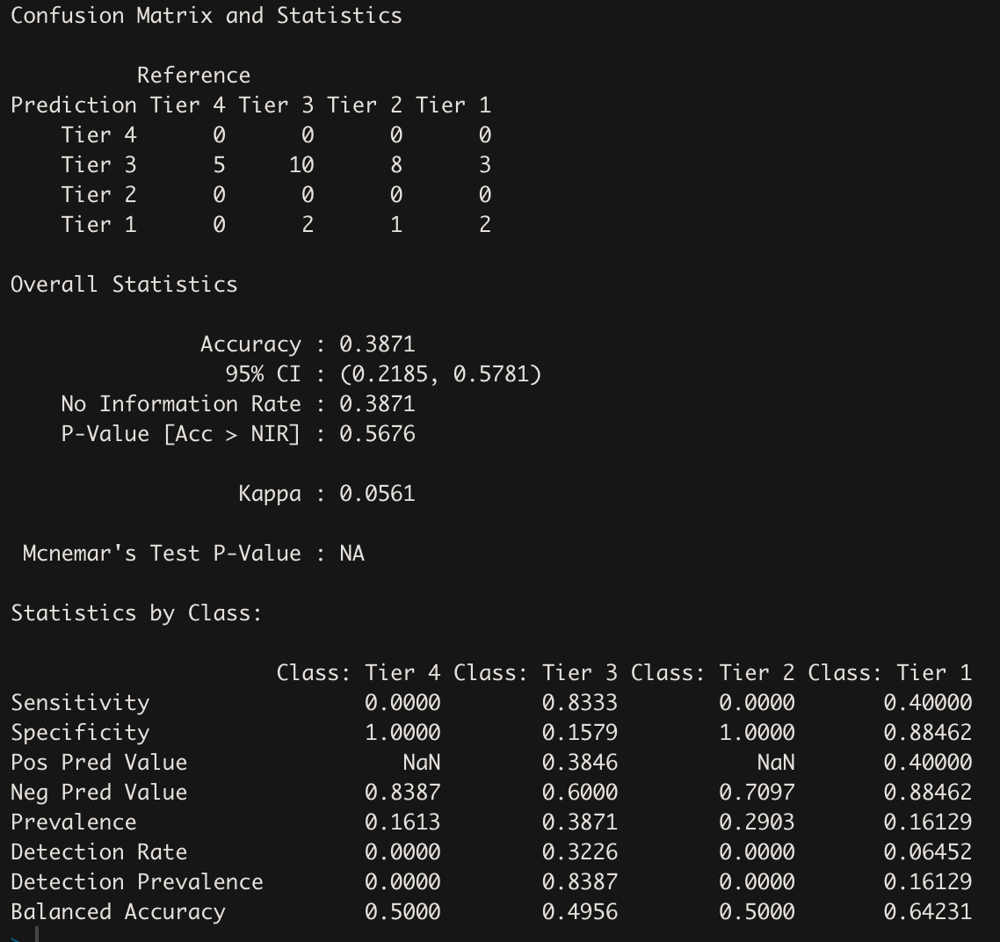 Confusion Matrix and Statistics
          Reference
Prediction Tier 4 Tier 3 Tier 2 Tier 1
    Tier 4      0      0      0      0
    Tier 3      5     10      8      3
    Tier 2      0      0      0      0
    Tier 1      0      2      1      2
Overall Statistics
               Accuracy : 0.3871
                 95% CI : (0.2185, 0.5781)
    No Information Rate : 0.3871
    P-Value [Acc > NIR] : 0.5676
                  Kappa : 0.0561
 Mcnemar's Test P-Value : NA
Statistics by Class:
                     Class: Tier 4 Class: Tier 3 Class: Tier 2 Class: Tier 1
Sensitivity                 0.0000        0.8333        0.0000       0.40000
Specificity                 1.0000        0.1579        1.0000       0.88462
Pos Pred Value                 NaN        0.3846           NaN       0.40000
Neg Pred Value              0.8387        0.6000        0.7097       0.88462
Prevalence                  0.1613        0.3871        0.2903       0.16129
Detection Rate              0.0000        0.3226        0.0000       0.06452
Detection Prevalence        0.0000        0.8387        0.0000       0.16129
Balanced Accuracy           0.5000        0.4956        0.5000       0.64231
>